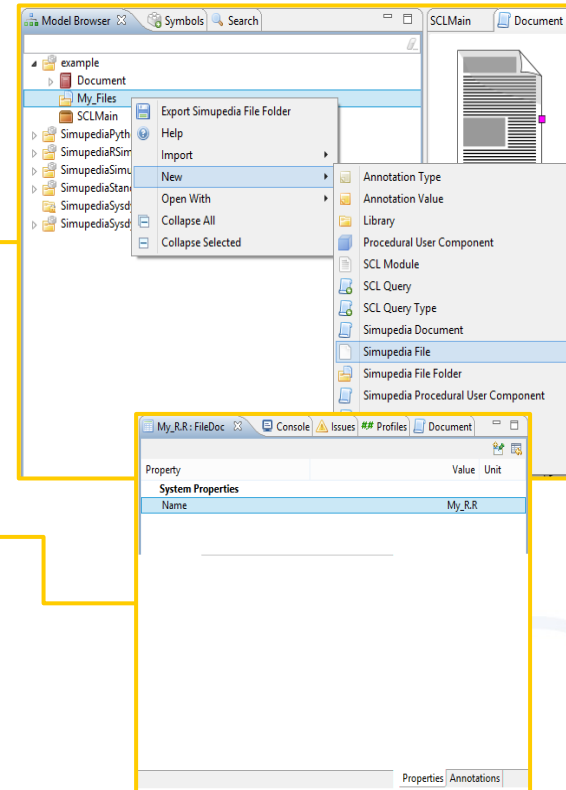 Model Browser Symbols Search
SCLMain Document
example
Document
My_Files
SCLMain
SimupediaPyth
SimupediaRSim
SimupediaSimu
SimupediaStan
SimupediaSysd
SimupediaSysd
Export Simupedia File Folder
Help
Import
New
Open With
Collapse All
Collapse Selected
Annotation Type
Annotation Value
Library
Procedural User Component
SCL Module
SCL Query
SCL Query Type
Simupedia Document
Simupedia File
Simupedia File Folder
Simupedia Procedural User Component
My_R.R : FileDoc Console Issues ## Profiles Document
Property Value Unit
System Properties
Name My_R.R
Properties Annotations